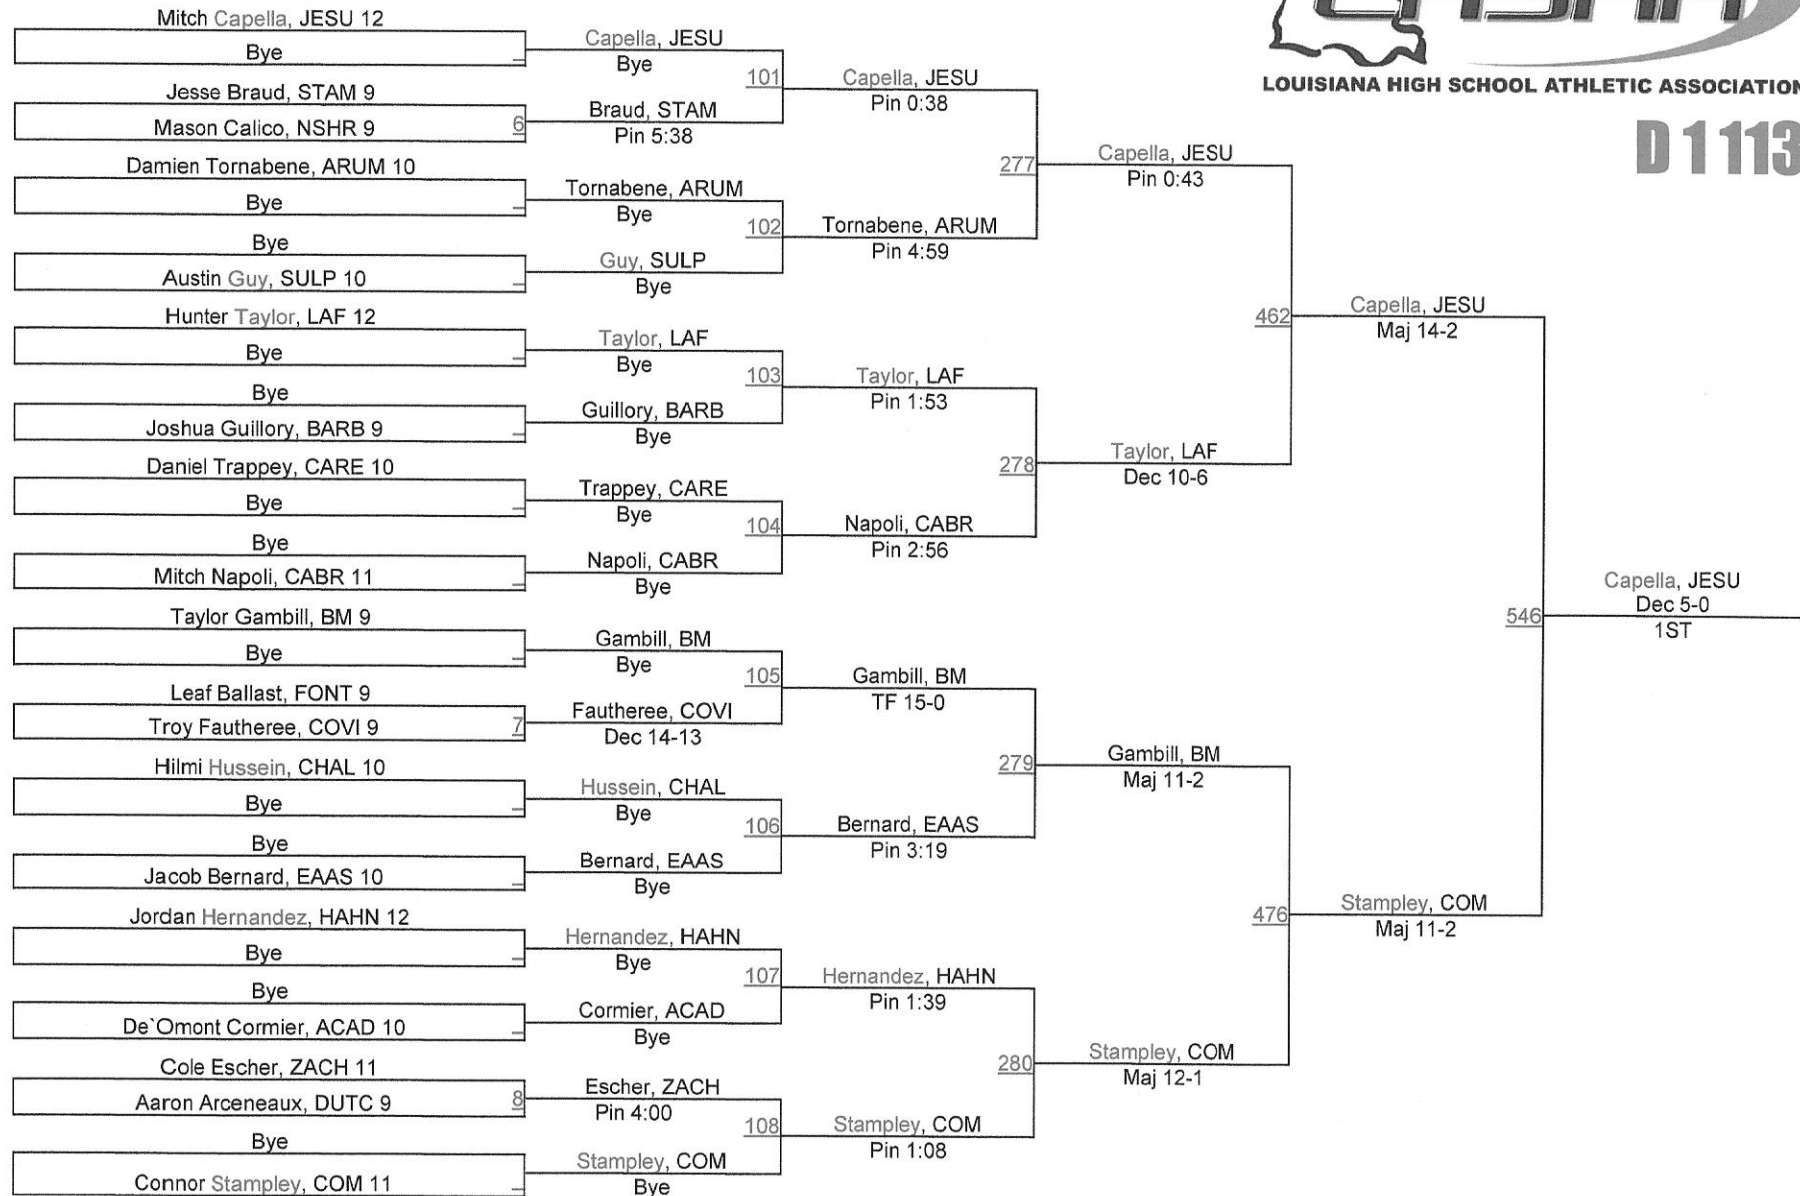 LOUISIANA HIGH SCHOOL ATHLETIC ASSOCIATION
D 1 113
Mitch Capella, JESU 12
Bye
Jesse Braud, STAM 9
Mason Calico, NSHR 9
6
Damien Tornabene, ARUM 10
Bye
Bye
Austin Guy, SULP 10
Hunter Taylor, LAF 12
Bye
Bye
Joshua Guillory, BARB 9
Daniel Trappey, CARE 10
Bye
Bye
Mitch Napoli, CABR 11
Taylor Gambill, BM 9
Bye
Leaf Ballast, FONT 9
Troy Fautheree, COVI 9
7
Hilmi Hussein, CHAL 10
Bye
Bye
Jacob Bernard, EAAS 10
Jordan Hernandez, HAHN 12
Bye
Bye
De`Omont Cormier, ACAD 10
Cole Escher, ZACH 11
Aaron Arceneaux, DUTC 9
8
Bye
Connor Stampley, COM 11
Capella, JESU
Bye
101
Braud, STAM
Pin 5:38
Tornabene, ARUM
Bye
102
Guy, SULP
Bye
Taylor, LAF
Bye
103
Guillory, BARB
Bye
Trappey, CARE
Bye
104
Napoli, CABR
Bye
Gambill, BM
Bye
105
Fautheree, COVI
Dec 14-13
Hussein, CHAL
Bye
106
Bernard, EAAS
Bye
Hernandez, HAHN
Bye
107
Cormier, ACAD
Bye
Escher, ZACH
Pin 4:00
108
Stampley, COM
Bye
Capella, JESU
Pin 0:38
277
Tornabene, ARUM
Pin 4:59
Taylor, LAF
Pin 1:53
278
Napoli, CABR
Pin 2:56
Gambill, BM
TF 15-0
279
Bernard, EAAS
Pin 3:19
Hernandez, HAHN
Pin 1:39
280
Stampley, COM
Pin 1:08
Capella, JESU
Pin 0:43
462
Taylor, LAF
Dec 10-6
Gambill, BM
Maj 11-2
476
Stampley, COM
Maj 12-1
Capella, JESU
Maj 14-2
546
Stampley, COM
Maj 11-2
Capella, JESU
Dec 5-0
1ST